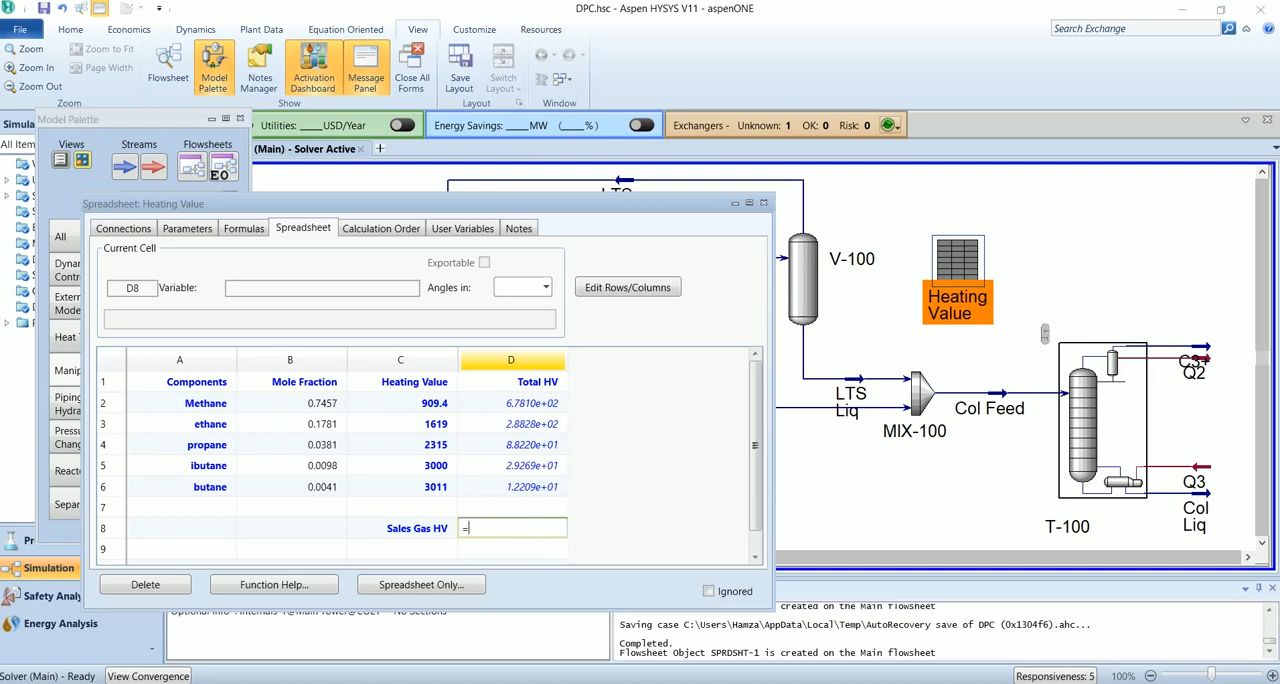 DPC.hsc - Aspen HYSYS V11 - aspenONE
File Home Economics Dynamics Plant Data Equation Oriented View Customize Resources
Search Exchange
Zoom Zoom to Fit
Zoom In Page Width
Zoom Out
Flowsheet Model Palette Notes Manager Activation Dashboard Message Panel Close All Forms Save Layout Switch Layout
Zoom Show Layout Window
Utilities: ____USD/Year Energy Savings: ____MW (____%) Exchangers - Unknown: 1 OK: 0 Risk: 0
Model Palette
(Main) - Solver Active
All
Views Streams Flowsheets
EO
All
Spreadsheet: Heating Value
Connections Parameters Formulas Spreadsheet Calculation Order User Variables Notes
Current Cell
Exportable
D8 Variable: Angles in: Edit Rows/Columns
A B C D
1 Components Mole Fraction Heating Value Total HV
2 Methane 0.7457 909.4 6.7810e+02
3 ethane 0.1781 1619 2.8828e+02
4 propane 0.0381 2315 8.8220e+01
5 ibutane 0.0098 3000 2.9269e+01
6 butane 0.0041 3011 1.2209e+01
7
8 Sales Gas HV =
9
Delete Function Help... Spreadsheet Only... Ignored
V-100
Heating
Value
LTS
Liq
MIX-100
Col Feed
C3+
Q2
Q3
Col
Liq
T-100
Simulation
Energy Analysis
created on the Main flowsheet
Saving case C:\Users\Hamza\AppData\Local\Temp\AutoRecovery save of DPC (0x1304f6).ahc...
Completed.
Flowsheet Object SPRDSHT-1 is created on the Main flowsheet
Solver (Main) - Ready View Convergence Responsiveness: 5 100%